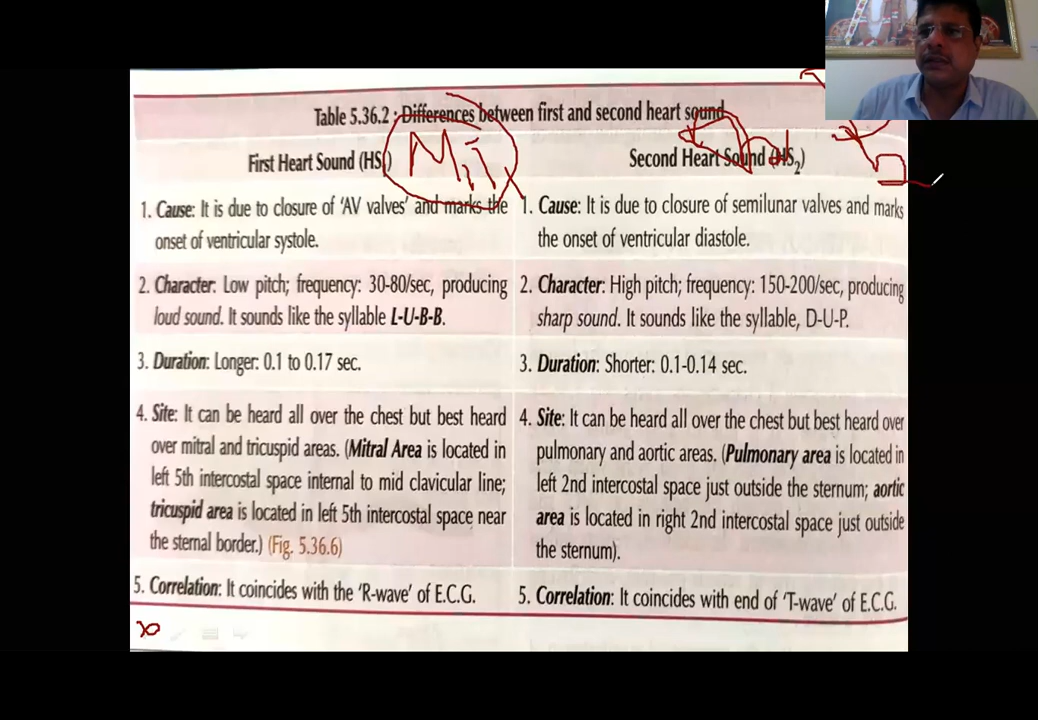 Table 5.36.2 : Differences between first and second heart sound
First Heart Sound (HS1)
Second Heart Sound (HS2)
1. Cause: It is due to closure of 'AV valves' and marks the
onset of ventricular systole.
1. Cause: It is due to closure of semilunar valves and marks
the onset of ventricular diastole.
2. Character: Low pitch; frequency: 30-80/sec, producing
loud sound. It sounds like the syllable L-U-B-B.
2. Character: High pitch; frequency: 150-200/sec, producing
sharp sound. It sounds like the syllable, D-U-P.
3. Duration: Longer: 0.1 to 0.17 sec.
3. Duration: Shorter: 0.1-0.14 sec.
4. Site: It can be heard all over the chest but best heard
over mitral and tricuspid areas. (Mitral Area is located in
left 5th intercostal space internal to mid clavicular line;
tricuspid area is located in left 5th intercostal space near
the sternal border.) (Fig. 5.36.6)
4. Site: It can be heard all over the chest but best heard over
pulmonary and aortic areas. (Pulmonary area is located in
left 2nd intercostal space just outside the sternum; aortic
area is located in right 2nd intercostal space just outside
the sternum).
5. Correlation: It coincides with the 'R-wave' of E.C.G.
5. Correlation: It coincides with end of 'T-wave' of E.C.G.